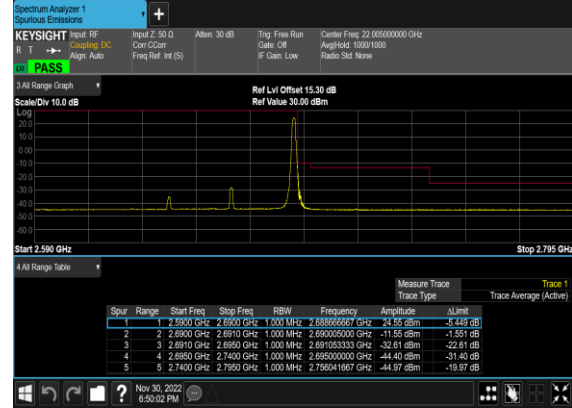 Spectrum Analyzer 1
Spurious Emissions
+
KEYSIGHT Input: RF Input Z: 50 Ω Atten: 30 dB Trig: Free Run Center Freq: 22.005000000 GHz
R T Coupling: DC Corr CCorr Gate: Off Avg|Hold: 1000/1000
Align: Auto Freq Ref: Int (S) IF Gain: Low Radio Std: None
PASS
3 All Range Graph
Ref Lvl Offset 15.30 dB
Scale/Div 10.0 dB Ref Value 30.00 dBm
Log
20.0
10.0
0.00
-10.0
-20.0
-30.0
-40.0
-50.0
-60.0
Start 2.590 GHz Stop 2.795 GHz
4 All Range Table
Measure Trace Trace 1
Trace Type Trace Average (Active)
Spur Range Start Freq Stop Freq RBW Frequency Amplitude ΔLimit
1 1 2.5900 GHz 2.6900 GHz 1.000 MHz 2.688666667 GHz 24.55 dBm -5.449 dB
2 2 2.6900 GHz 2.6910 GHz 1.000 MHz 2.690005000 GHz -11.55 dBm -1.551 dB
3 3 2.6910 GHz 2.6950 GHz 1.000 MHz 2.691053333 GHz -32.61 dBm -22.61 dB
4 4 2.6950 GHz 2.7400 GHz 1.000 MHz 2.695000000 GHz -44.40 dBm -31.40 dB
5 5 2.7400 GHz 2.7950 GHz 1.000 MHz 2.756041667 GHz -44.97 dBm -19.97 dB
? Nov 30, 2022
6:50:02 PM